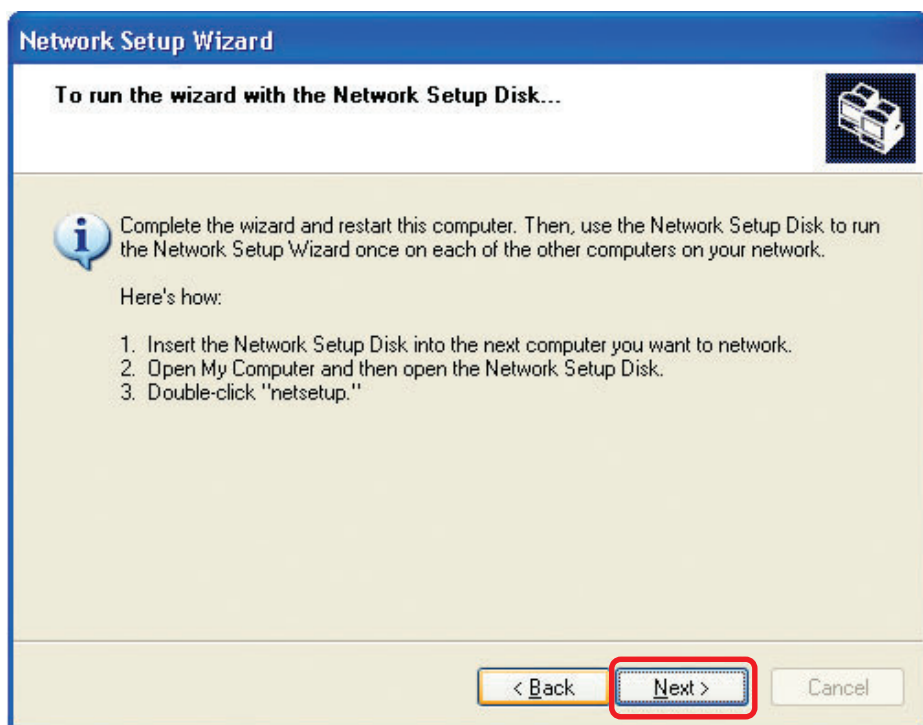 Network Setup Wizard
To run the wizard with the Network Setup Disk...
Complete the wizard and restart this computer. Then, use the Network Setup Disk to run
the Network Setup Wizard once on each of the other computers on your network.
Here's how:
1. Insert the Network Setup Disk into the next computer you want to network.
2. Open My Computer and then open the Network Setup Disk.
3. Double-click "netsetup."
< Back
Next >
Cancel